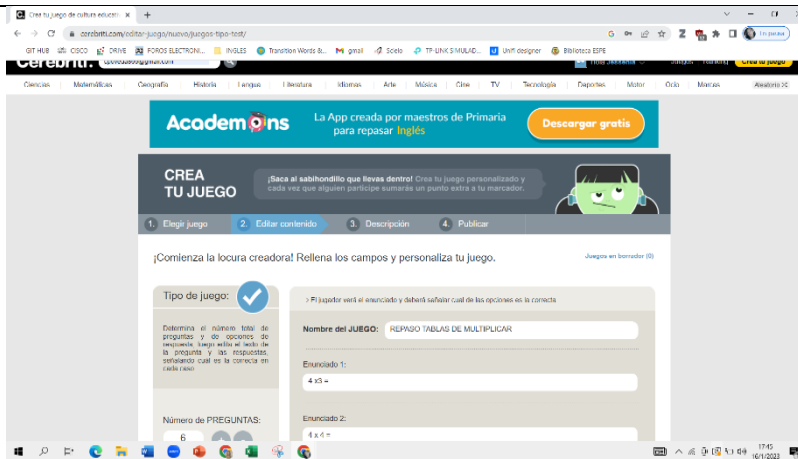 Crea tu juego de cultura educativ
cerebriti.com/editar-juego/nuevo/juegos-tipo-test/
En pausa
GIT HUB CISCO DRIVE FOROS ELECTRONI... INGLES Transition Words &... gmail Scielo TP-LINK SIMULAD... Unifi designer Biblioteca ESPE
Cerebriti.
Hola Jessenia
Juegos Ranking Crea tu juego
Ciencias Matemáticas Geografía Historia Lengua Literatura Idiomas Arte Música Cine TV Tecnología Deportes Motor Ocio Marcas Aleatorio
Academons
La App creada por maestros de Primaria
para repasar Inglés
Descargar gratis
CREA
TU JUEGO
¡Saca al sabihondillo que llevas dentro! Crea tu juego personalizado y
cada vez que alguien participe sumarás un punto extra a tu marcador.
1. Elegir juego 2. Editar contenido 3. Descripción 4. Publicar
¡Comienza la locura creadora! Rellena los campos y personaliza tu juego.
Juegos en borrador (0)
Tipo de juego:
Determina el número total de
preguntas y de opciones de
respuesta, luego edita el texto de
la pregunta y las respuestas,
señalando cuál es la correcta en
cada caso
Número de PREGUNTAS:
6
> El jugador verá el enunciado y deberá señalar cual de las opciones es la correcta
Nombre del JUEGO: REPASO TABLAS DE MULTIPLICAR
Enunciado 1:
4 x3 =
Enunciado 2:
4 x 4 =
17:45
16/1/2023